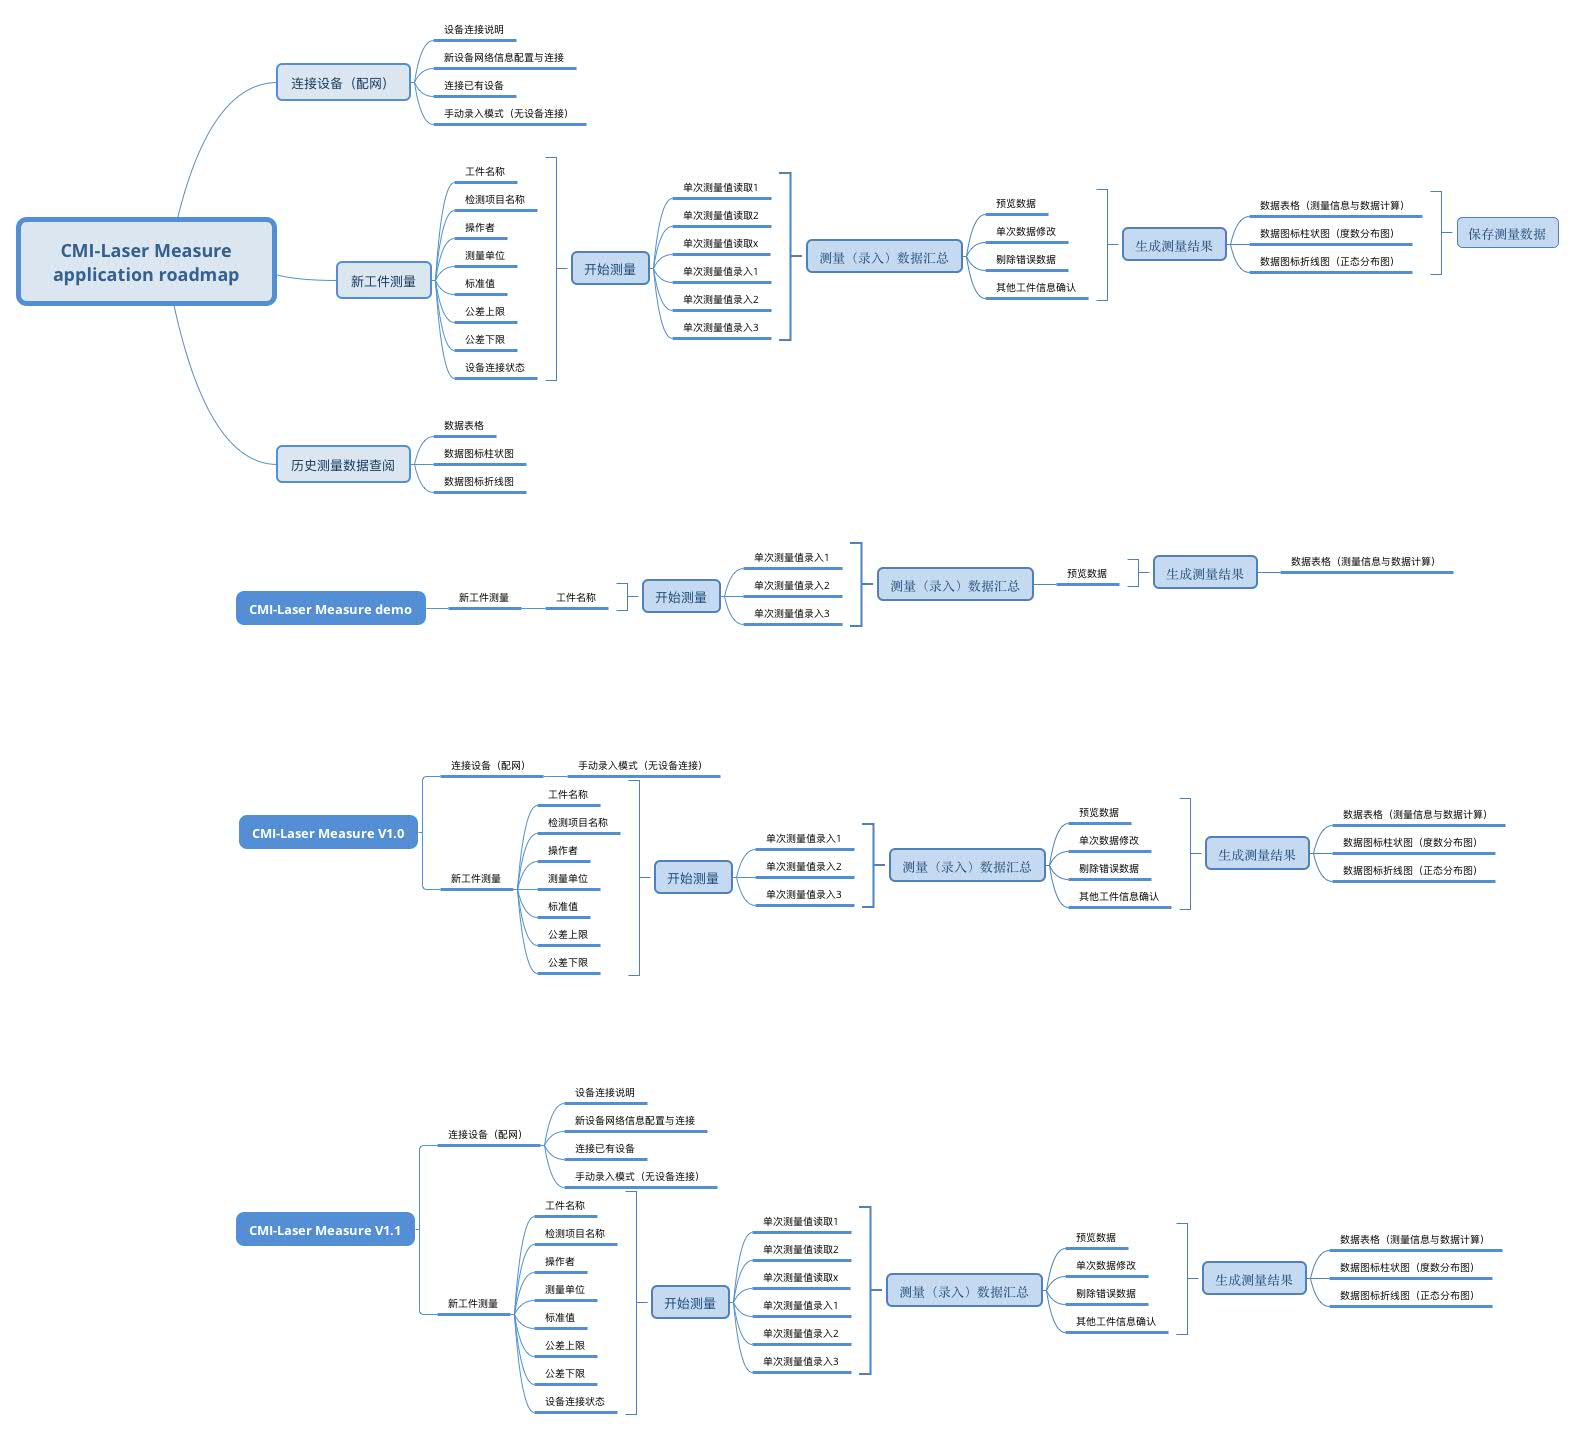 CMI-Laser Measure
application roadmap
连接设备（配网）
设备连接说明
新设备网络信息配置与连接
连接已有设备
手动录入模式（无设备连接）
新工件测量
工件名称
检测项目名称
操作者
测量单位
标准值
公差上限
公差下限
设备连接状态
开始测量
单次测量值读取1
单次测量值读取2
单次测量值读取x
单次测量值录入1
单次测量值录入2
单次测量值录入3
测量（录入）数据汇总
预览数据
单次数据修改
剔除错误数据
其他工件信息确认
生成测量结果
数据表格（测量信息与数据计算）
数据图标柱状图（度数分布图）
数据图标折线图（正态分布图）
保存测量数据
历史测量数据查阅
数据表格
数据图标柱状图
数据图标折线图
CMI-Laser Measure demo
新工件测量
工件名称
开始测量
单次测量值录入1
单次测量值录入2
单次测量值录入3
测量（录入）数据汇总
预览数据
生成测量结果
数据表格（测量信息与数据计算）
CMI-Laser Measure V1.0
连接设备（配网）
手动录入模式（无设备连接）
新工件测量
工件名称
检测项目名称
操作者
测量单位
标准值
公差上限
公差下限
开始测量
单次测量值录入1
单次测量值录入2
单次测量值录入3
测量（录入）数据汇总
预览数据
单次数据修改
剔除错误数据
其他工件信息确认
生成测量结果
数据表格（测量信息与数据计算）
数据图标柱状图（度数分布图）
数据图标折线图（正态分布图）
CMI-Laser Measure V1.1
连接设备（配网）
设备连接说明
新设备网络信息配置与连接
连接已有设备
手动录入模式（无设备连接）
新工件测量
工件名称
检测项目名称
操作者
测量单位
标准值
公差上限
公差下限
设备连接状态
开始测量
单次测量值读取1
单次测量值读取2
单次测量值读取x
单次测量值录入1
单次测量值录入2
单次测量值录入3
测量（录入）数据汇总
预览数据
单次数据修改
剔除错误数据
其他工件信息确认
生成测量结果
数据表格（测量信息与数据计算）
数据图标柱状图（度数分布图）
数据图标折线图（正态分布图）